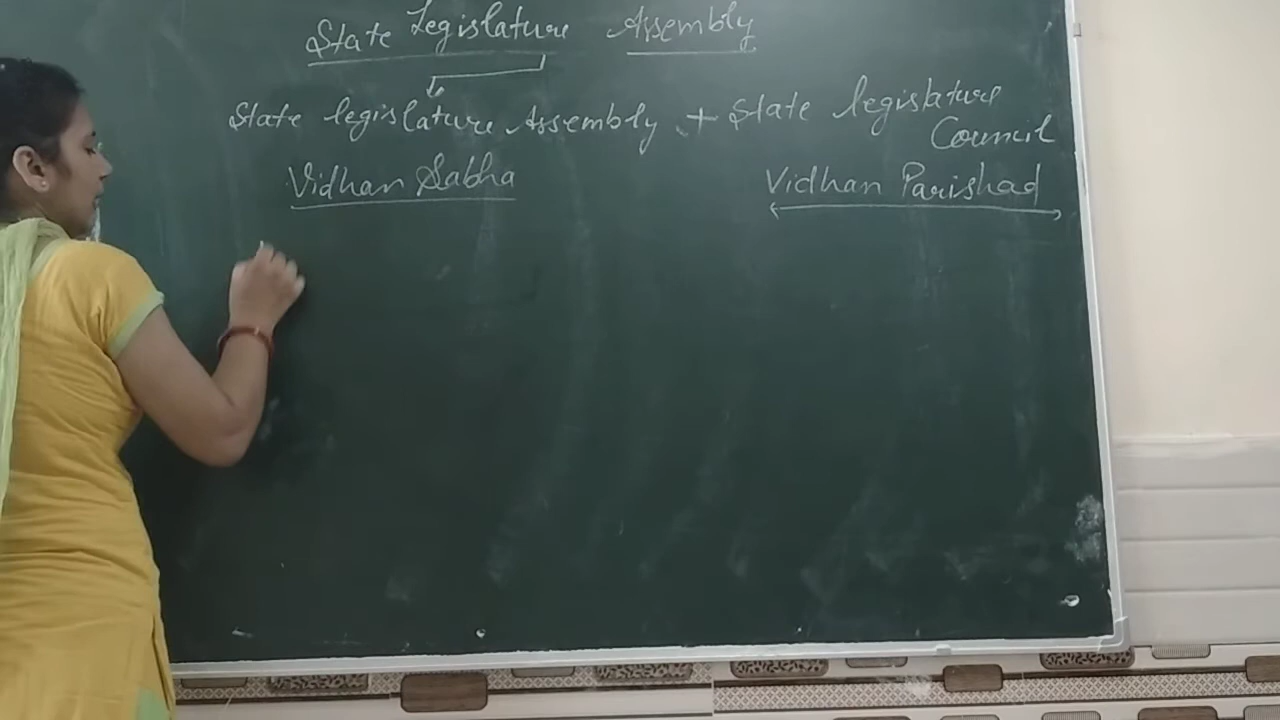 State Legislature Assembly
State legislature Assembly + State legislature
Council
Vidhan Sabha Vidhan Parishad